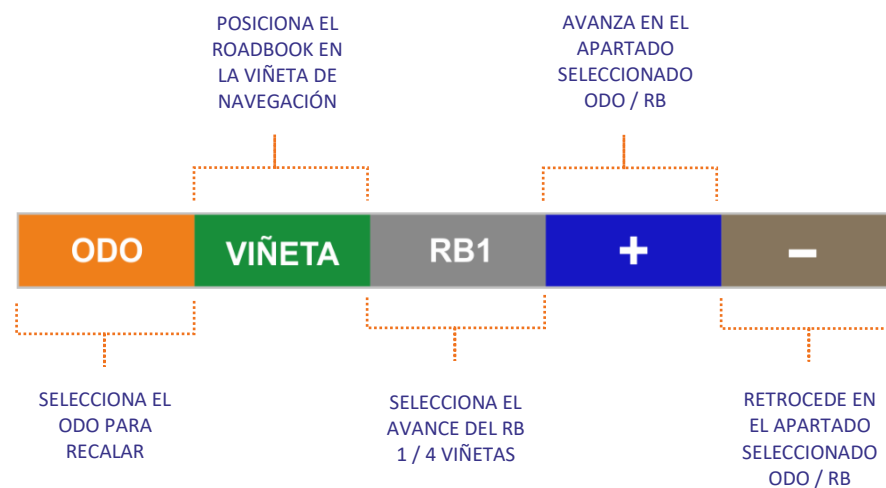 POSICIONA EL
ROADBOOK EN
LA VIÑETA DE
NAVEGACIÓN
AVANZA EN EL
APARTADO
SELECCIONADO
ODO / RB
ODO
VIÑETA
RB1
+
−
SELECCIONA EL
ODO PARA
RECALAR
SELECCIONA EL
AVANCE DEL RB
1 / 4 VIÑETAS
RETROCEDE EN
EL APARTADO
SELECCIONADO
ODO / RB